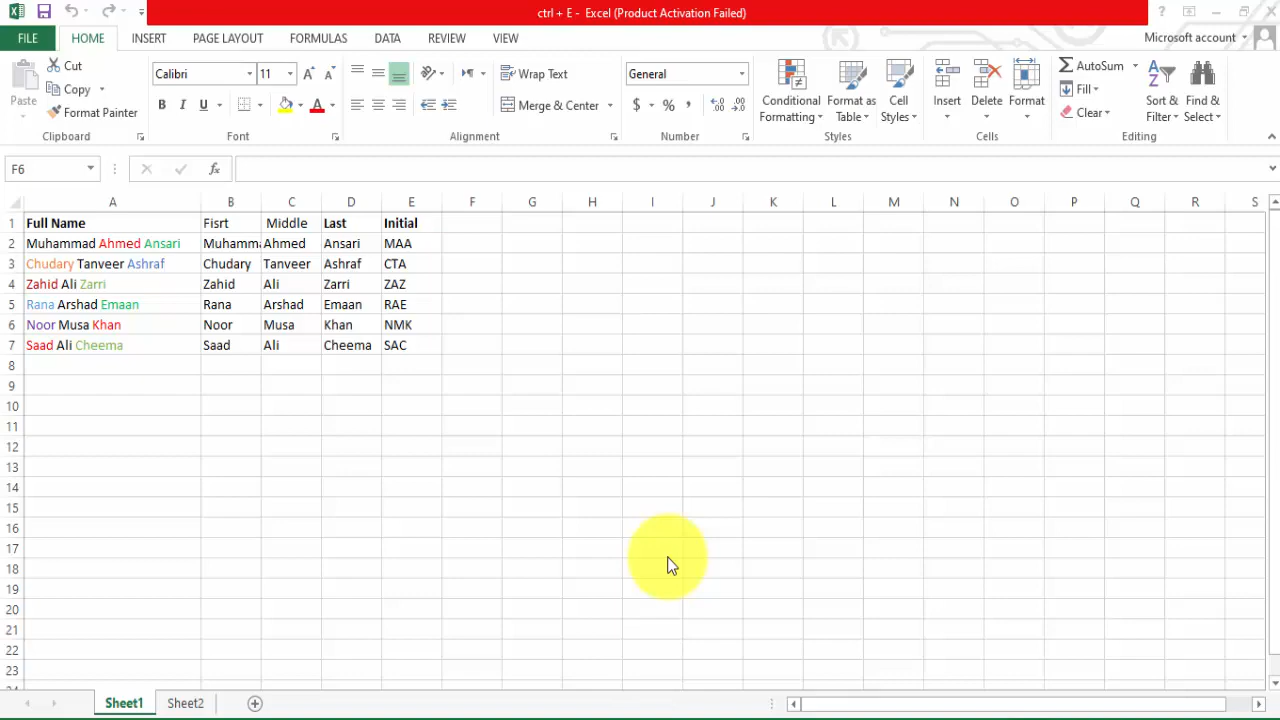 ctrl + E - Excel (Product Activation Failed)
FILE HOME INSERT PAGE LAYOUT FORMULAS DATA REVIEW VIEW Microsoft account
Paste
Cut
Copy
Format Painter
Clipboard
Calibri 11
B I U A
Font
Wrap Text
Merge & Center
Alignment
General
$ % ,
Number
Conditional Formatting
Format as Table
Cell Styles
Styles
Insert Delete Format
Cells
AutoSum
Fill
Clear
Sort & Filter
Find & Select
Editing
F6 fx
A B C D E F G H I J K L M N O P Q R S
1 Full Name Fisrt Middle Last Initial
2 Muhammad Ahmed Ansari Muhamma Ahmed Ansari MAA
3 Chudary Tanveer Ashraf Chudary Tanveer Ashraf CTA
4 Zahid Ali Zarri Zahid Ali Zarri ZAZ
5 Rana Arshad Emaan Rana Arshad Emaan RAE
6 Noor Musa Khan Noor Musa Khan NMK
7 Saad Ali Cheema Saad Ali Cheema SAC
8
9
10
11
12
13
14
15
16
17
18
19
20
21
22
23
Sheet1 Sheet2